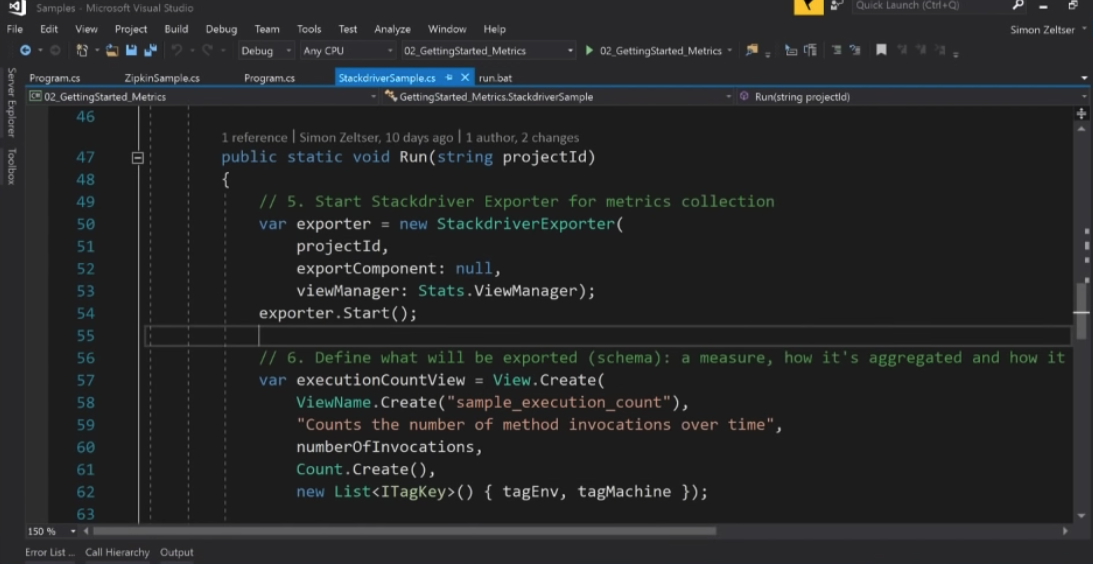 Samples - Microsoft Visual Studio
Quick Launch (Ctrl+Q)
File Edit View Project Build Debug Team Tools Test Analyze Window Help
Simon Zeltser
Debug Any CPU 02_GettingStarted_Metrics 02_GettingStarted_Metrics
Server Explorer
Toolbox
Program.cs ZipkinSample.cs Program.cs StackdriverSample.cs run.bat
02_GettingStarted_Metrics GettingStarted_Metrics.StackdriverSample Run(string projectId)
46
1 reference | Simon Zeltser, 10 days ago | 1 author, 2 changes
47 public static void Run(string projectId)
48 {
49 // 5. Start Stackdriver Exporter for metrics collection
50 var exporter = new StackdriverExporter(
51 projectId,
52 exportComponent: null,
53 viewManager: Stats.ViewManager);
54 exporter.Start();
55
56 // 6. Define what will be exported (schema): a measure, how it's aggregated and how it
57 var executionCountView = View.Create(
58 ViewName.Create("sample_execution_count"),
59 "Counts the number of method invocations over time",
60 numberOfInvocations,
61 Count.Create(),
62 new List<ITagKey>() { tagEnv, tagMachine });
63
150 %
Error List ... Call Hierarchy Output